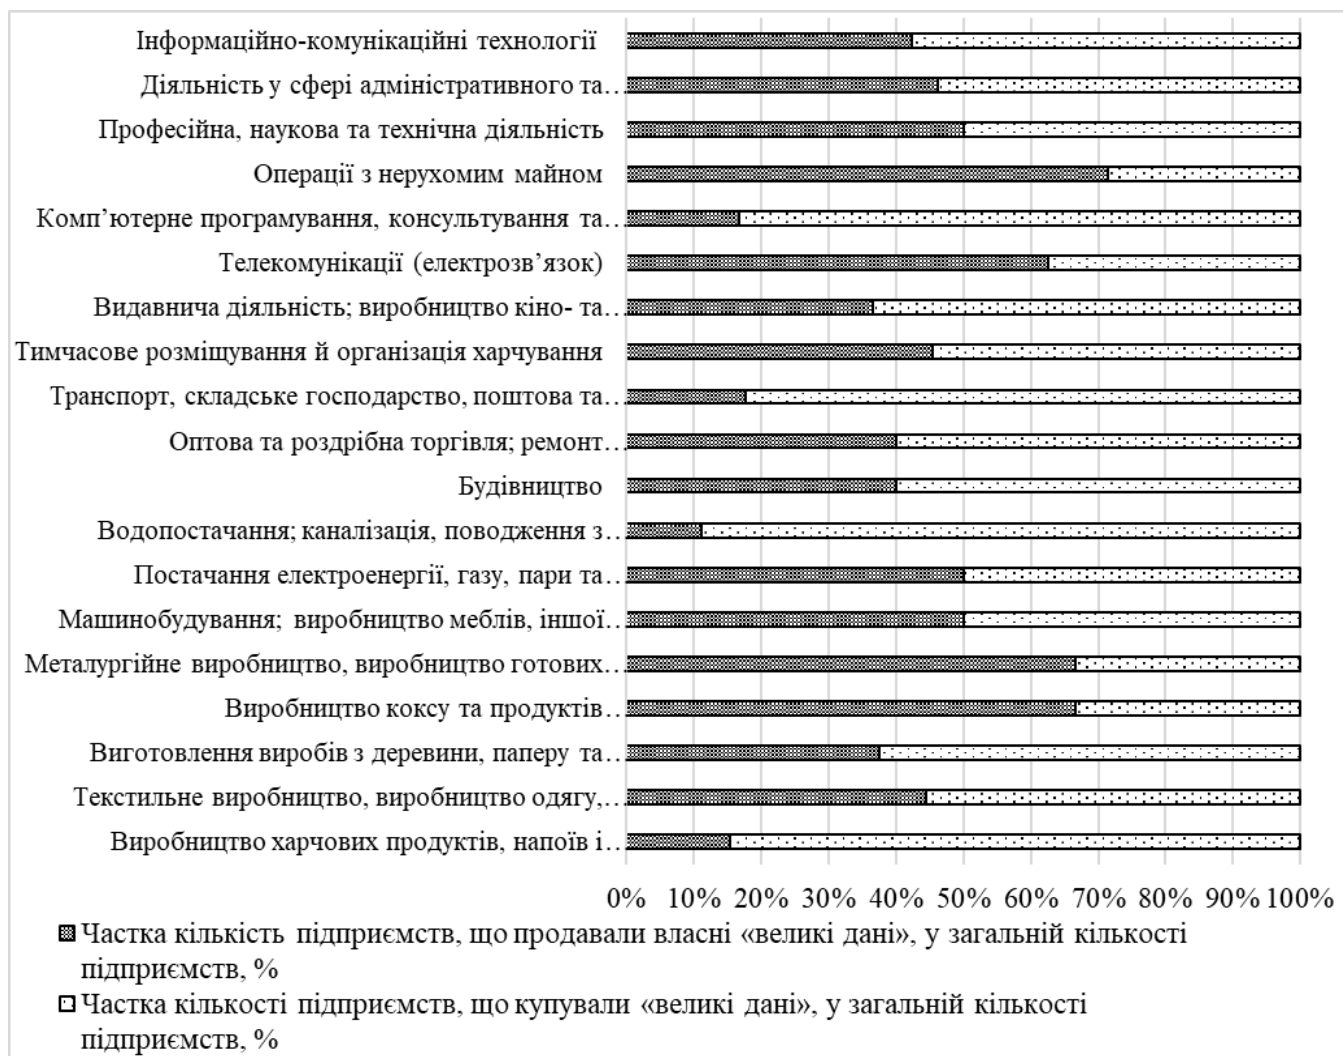 Інформаційно-комунікаційні технології
Діяльність у сфері адміністративного та…
Професійна, наукова та технічна діяльність
Операції з нерухомим майном
Комп’ютерне програмування, консультування та…
Телекомунікації (електрозв’язок)
Видавнича діяльність; виробництво кіно- та…
Тимчасове розміщування й організація харчування
Транспорт, складське господарство, поштова та…
Оптова та роздрібна торгівля; ремонт…
Будівництво
Водопостачання; каналізація, поводження з…
Постачання електроенергії, газу, пари та…
Машинобудування; виробництво меблів, іншої…
Металургійне виробництво, виробництво готових…
Виробництво коксу та продуктів…
Виготовлення виробів з деревини, паперу та…
Текстильне виробництво, виробництво одягу,…
Виробництво харчових продуктів, напоїв і…
0% 10% 20% 30% 40% 50% 60% 70% 80% 90% 100%
Частка кількість підприємств, що продавали власні «великі дані», у загальній кількості
підприємств, %
Частка кількості підприємств, що купували «великі дані», у загальній кількості
підприємств, %